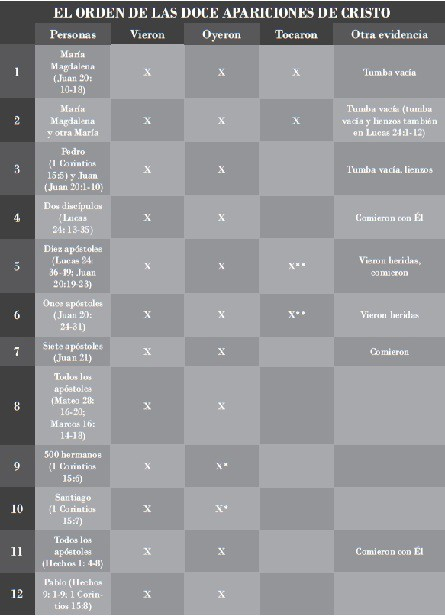 EL ORDEN DE LAS DOCE APARICIONES DE CRISTO
Personas Vieron Oyeron Tocaron Otra evidencia
1 María Magdalena (Juan 20: 10-18) X X X Tumba vacía
2 María Magdalena y otra María X X X Tumba vacía (tumba vacía y lienzos también en Lucas 24:1-12)
3 Pedro (1 Corintios 15:5) y Juan (Juan 20:1-10) X X Tumba vacía, lienzos
4 Dos discípulos (Lucas 24: 13-35) X X Comieron con Él
5 Diez apóstoles (Lucas 24: 36-49; Juan 20:19-23) X X X** Vieron heridas, comieron
6 Once apóstoles (Juan 20: 24-31) X X X** Vieron heridas
7 Siete apóstoles (Juan 21) X X Comieron
8 Todos los apóstoles (Mateo 28: 16-20; Marcos 16: 14-18) X X
9 500 hermanos (1 Corintios 15:6) X X*
10 Santiago (1 Corintios 15:7) X X*
11 Todos los apóstoles (Hechos 1: 4-8) X X Comieron con Él
12 Pablo (Hechos 9: 1-9; 1 Corin- tios 15:8) X X